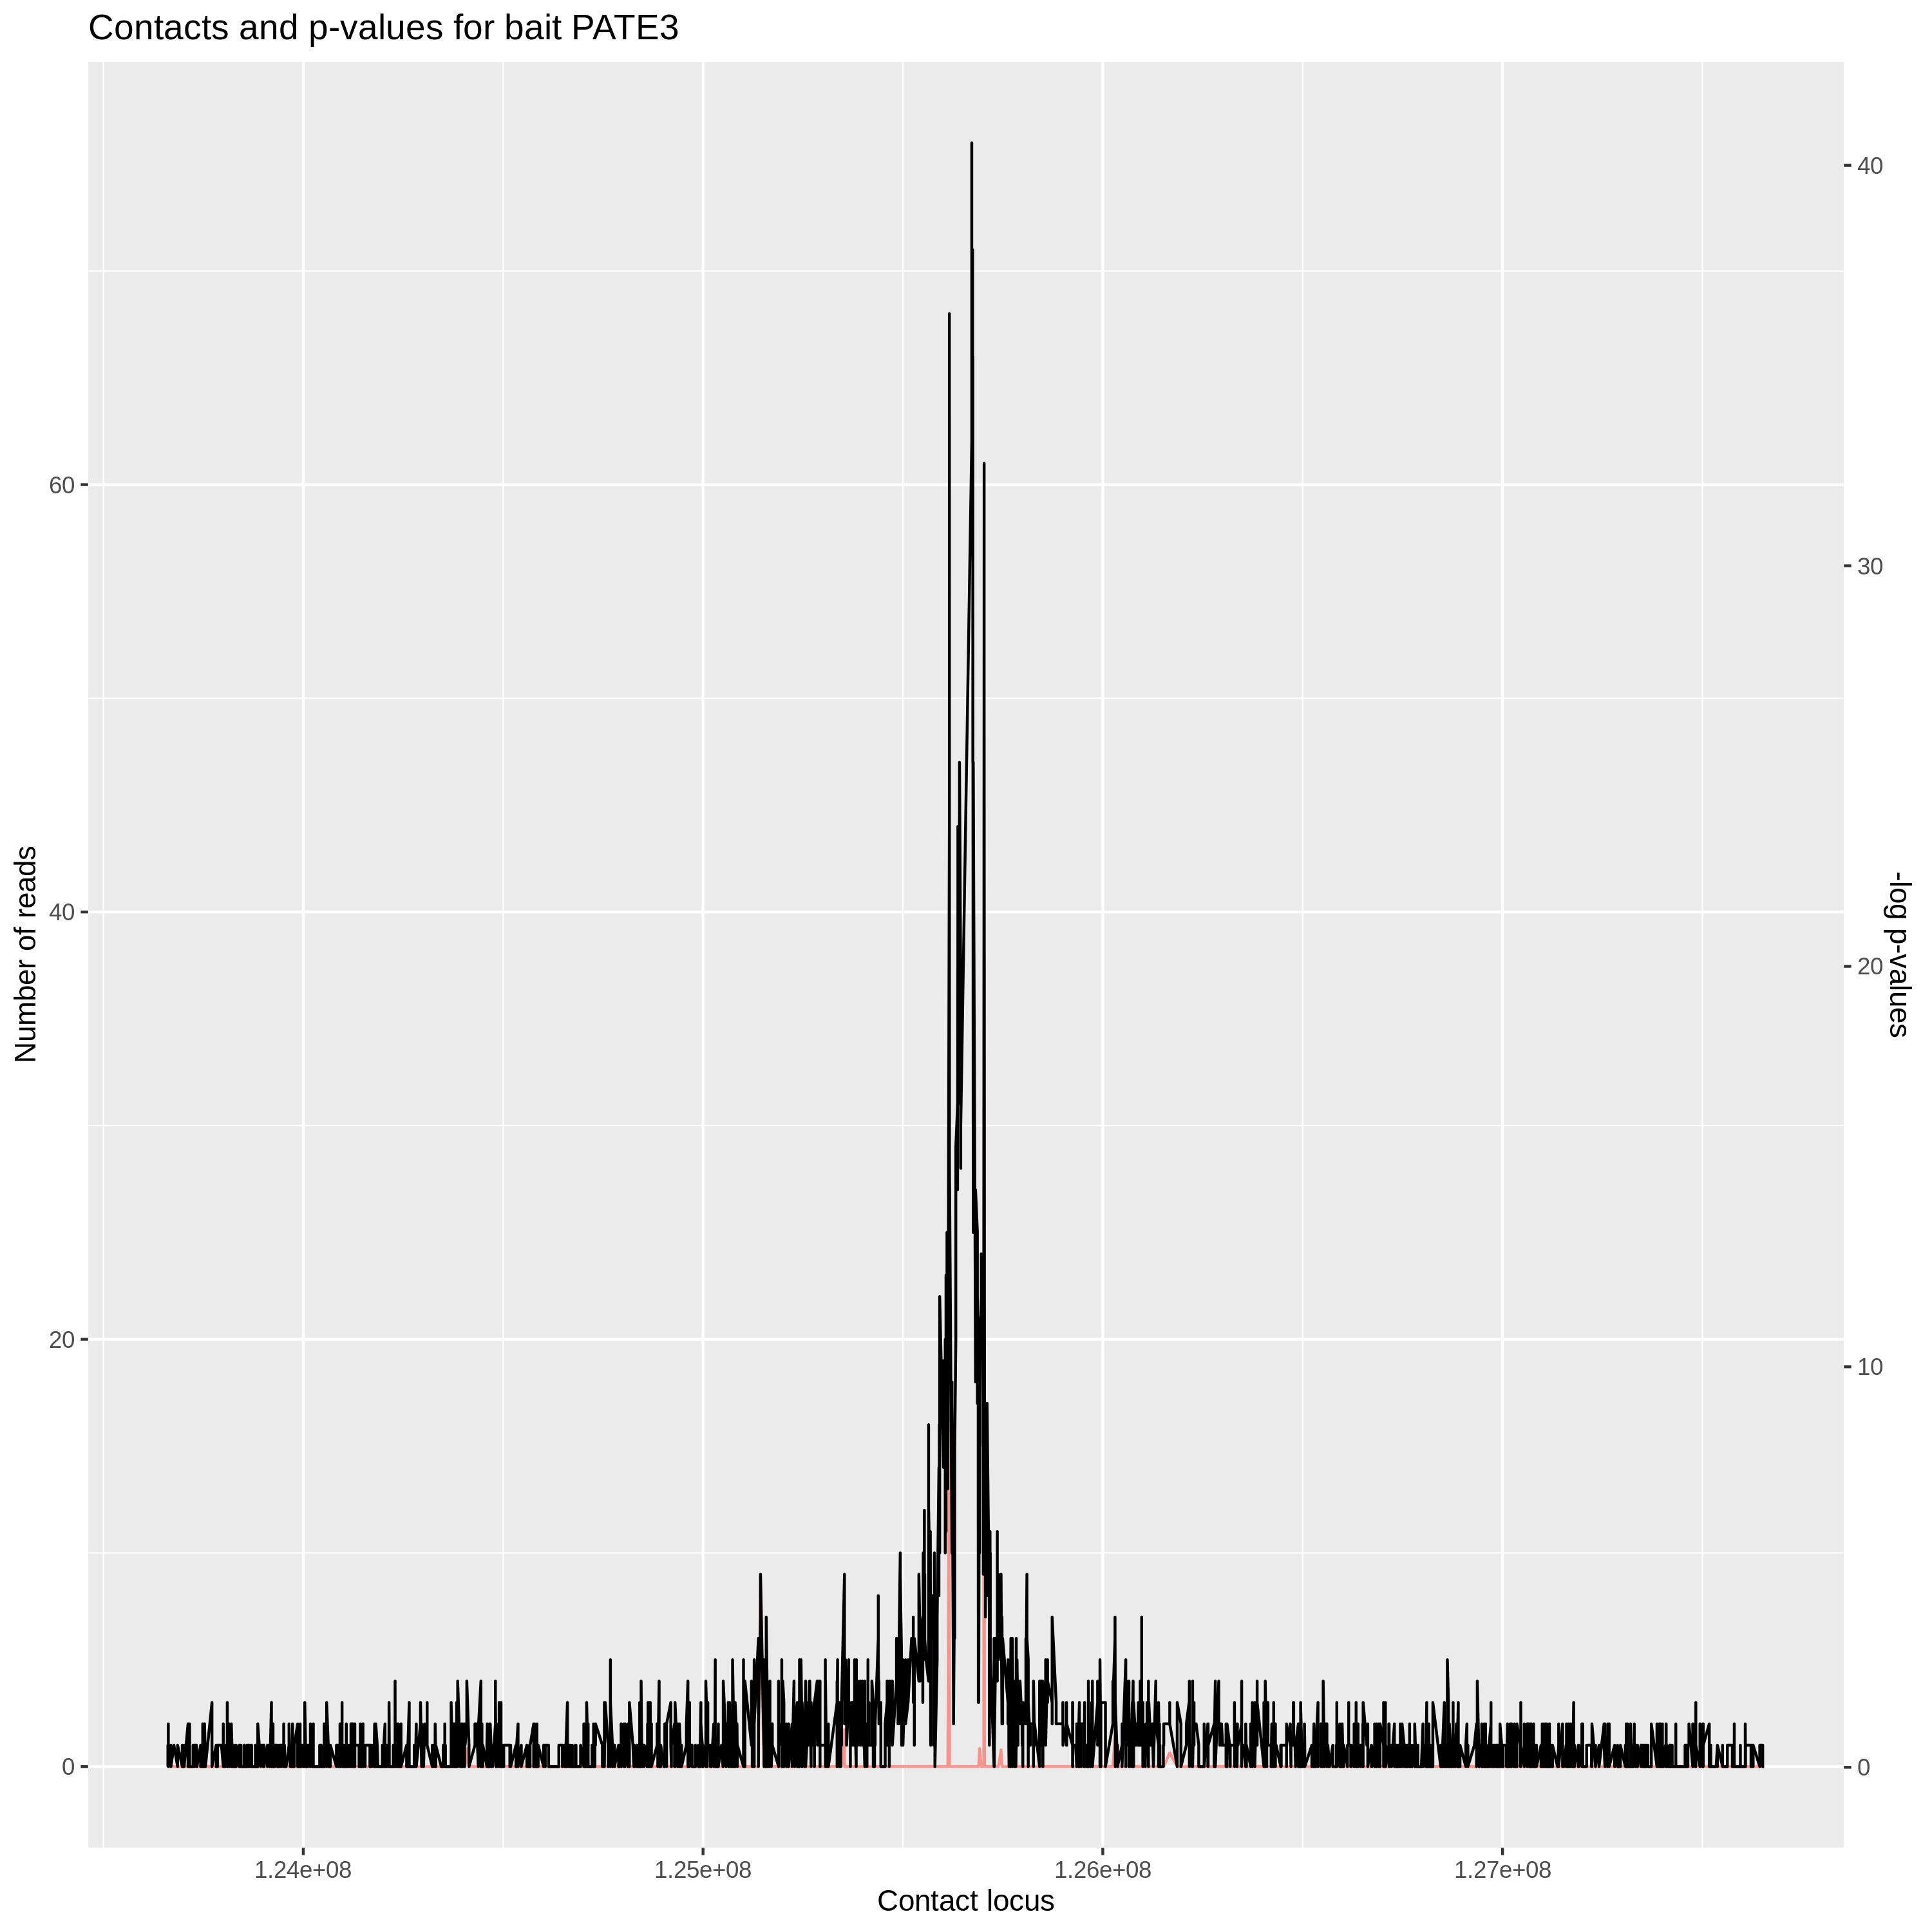 Contacts and p-values for bait PATE3
Number of reads
60
40
20
0
40
30
20
10
0
-log p-values
1.24e+08 1.25e+08 1.26e+08 1.27e+08
Contact locus